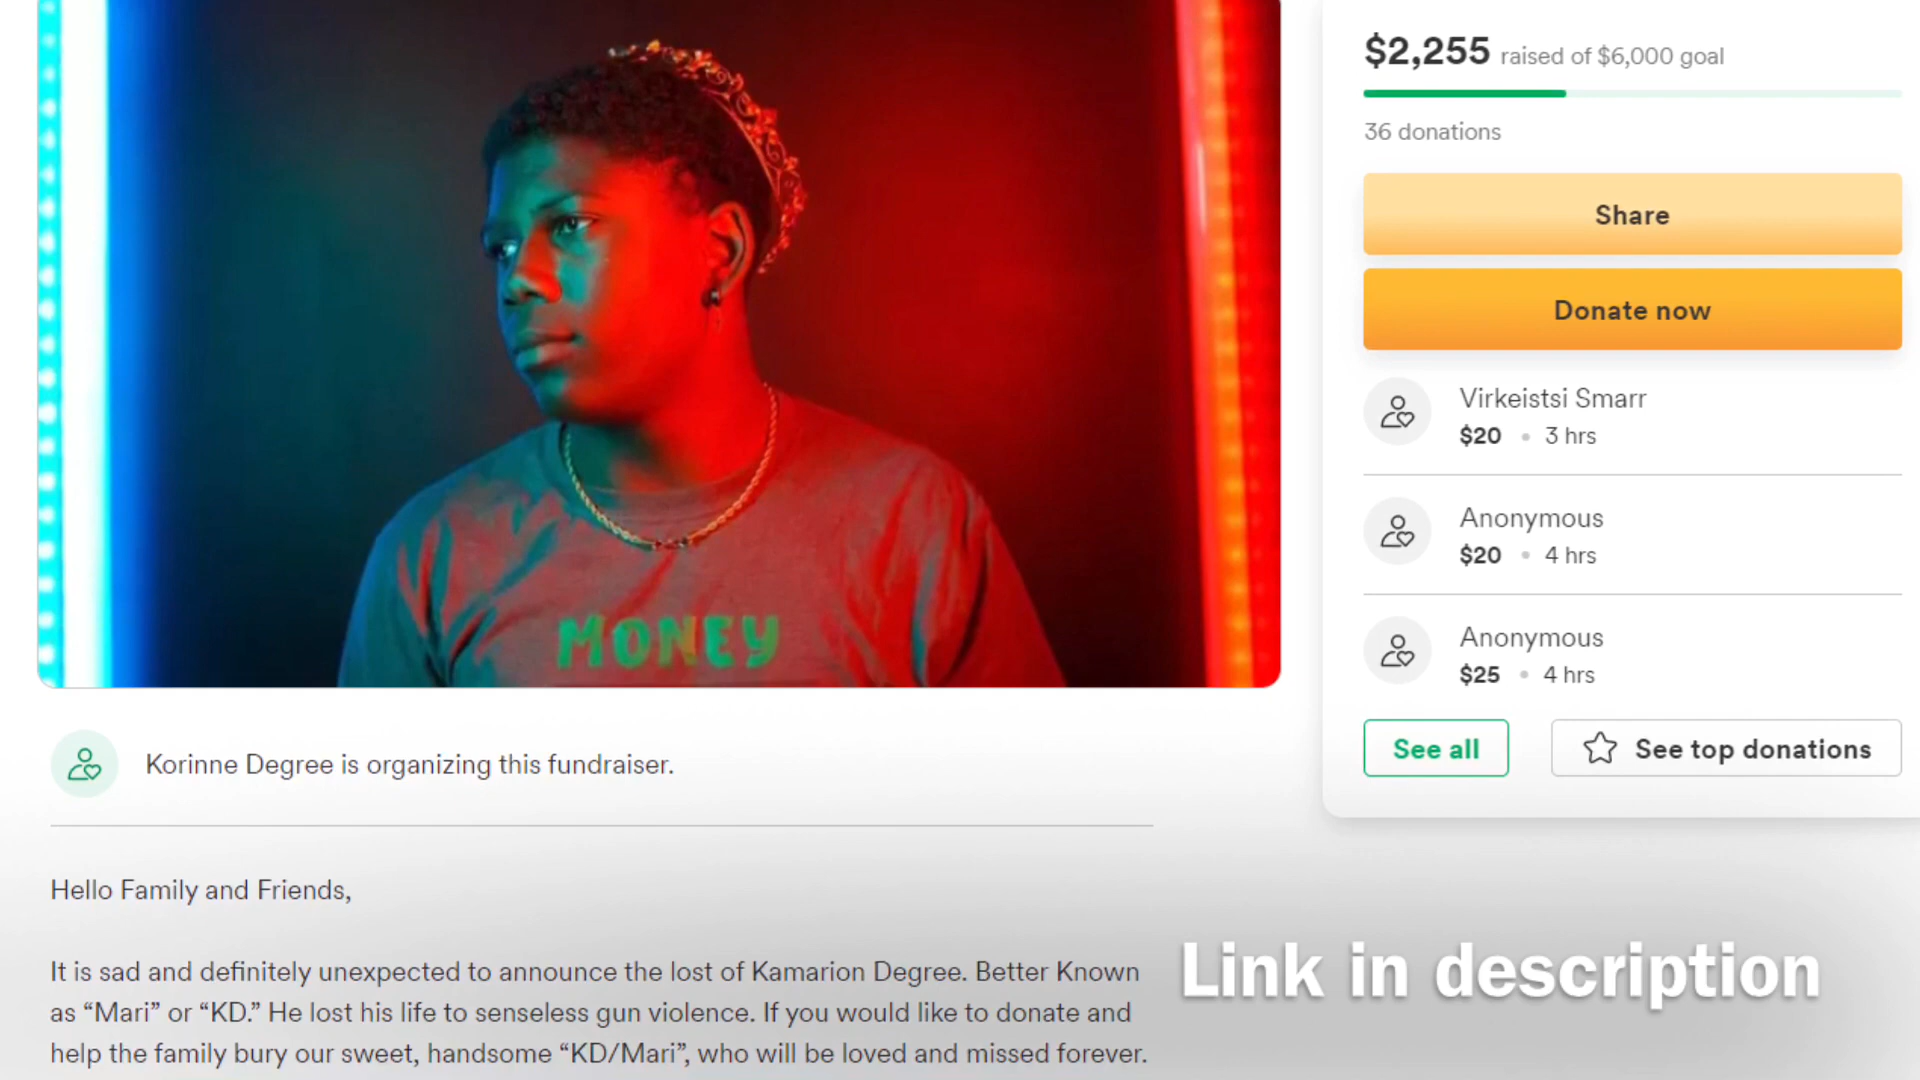 MONEY
$2,255 raised of $6,000 goal
36 donations
Share
Donate now
Virkeistsi Smarr
$20 • 3 hrs
Anonymous
$20 • 4 hrs
Anonymous
$25 • 4 hrs
See all
See top donations
Korinne Degree is organizing this fundraiser.
Hello Family and Friends,
It is sad and definitely unexpected to announce the lost of Kamarion Degree. Better Known
as “Mari” or “KD.” He lost his life to senseless gun violence. If you would like to donate and
help the family bury our sweet, handsome “KD/Mari”, who will be loved and missed forever.
Link in description